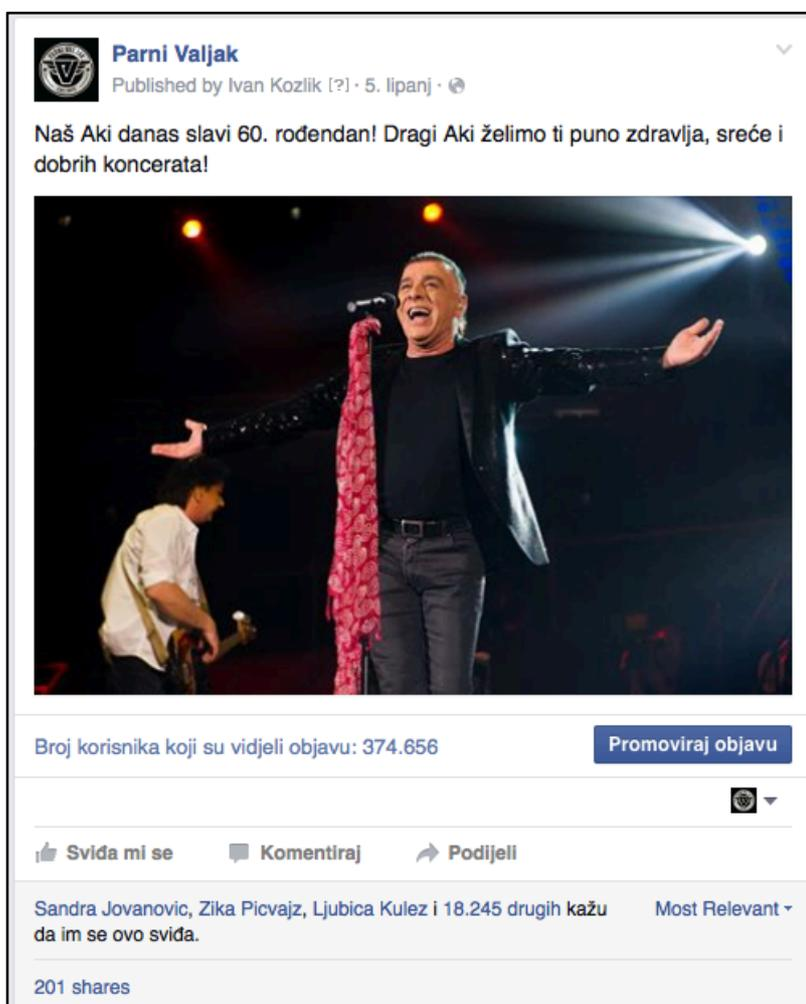 Parni Valjak
Published by Ivan Kozlik [?] · 5. lipanj ·
Naš Aki danas slavi 60. rođendan! Dragi Aki želimo ti puno zdravlja, sreće i
dobrih koncerata!
Broj korisnika koji su vidjeli objavu: 374.656
Promoviraj objavu
Sviđa mi se
Komentiraj
Podijeli
Sandra Jovanovic, Zika Picvajz, Ljubica Kulez i 18.245 drugih kažu
da im se ovo sviđa.
Most Relevant
201 shares